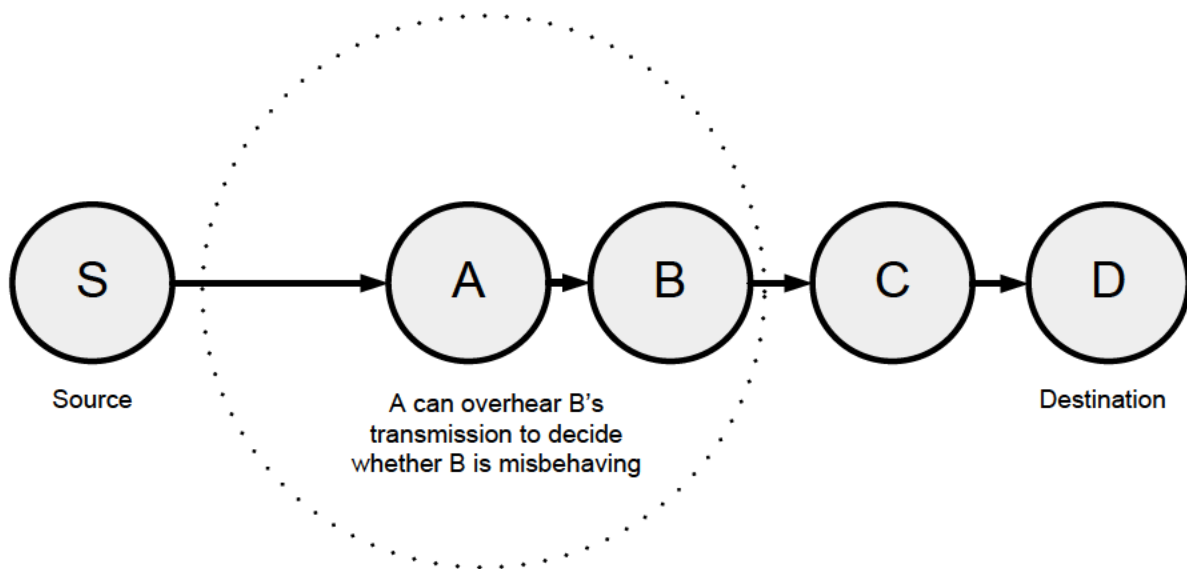 S
A
B
C
D
Source
A can overhear B's
transmission to decide
whether B is misbehaving
Destination